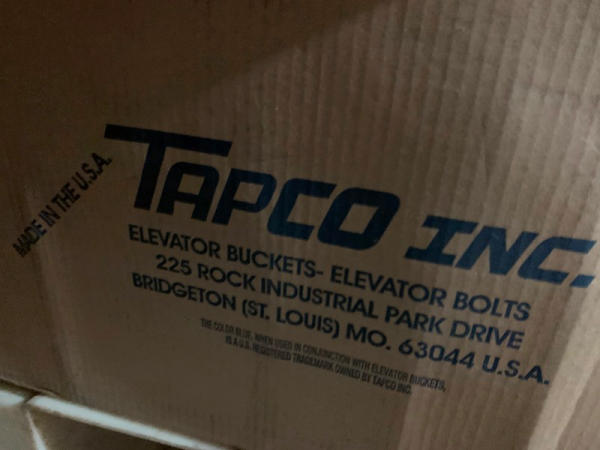 MADE IN THE U.S.A.
TAPCO INC.
ELEVATOR BUCKETS- ELEVATOR BOLTS
225 ROCK INDUSTRIAL PARK DRIVE
BRIDGETON (ST. LOUIS) MO. 63044 U.S.A.
THE COLOR BLUE, WHEN USED IN CONJUNCTION WITH ELEVATOR BUCKETS,
IS A U.S. REGISTERED TRADEMARK OWNED BY TAPCO INC.